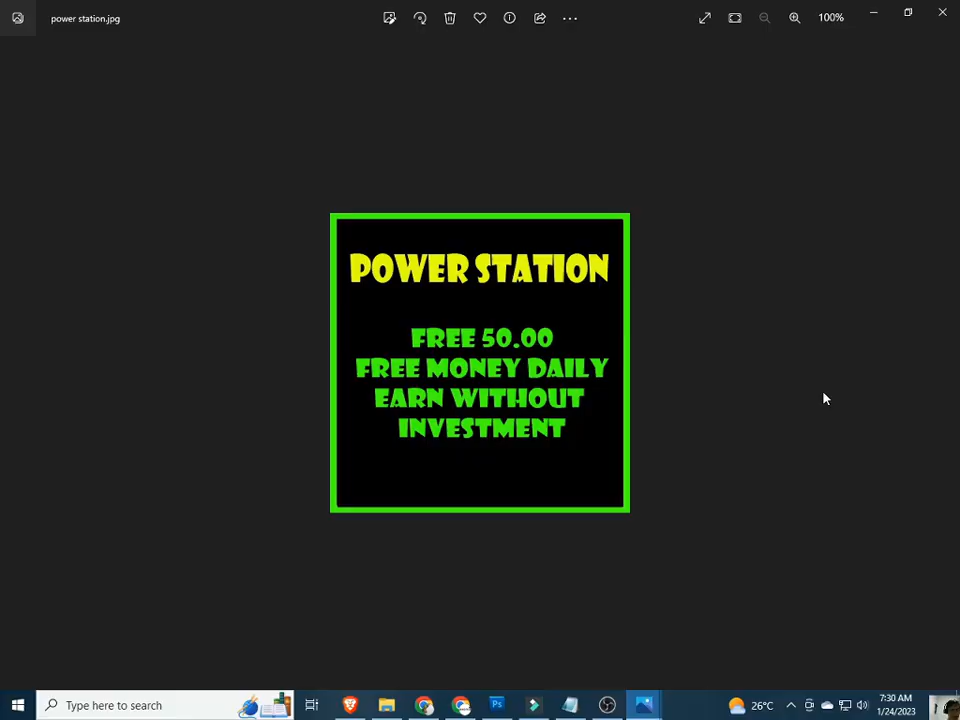 power station.jpg
100%
POWER STATION
FREE 50.00
FREE MONEY DAILY
EARN WITHOUT
INVESTMENT
Type here to search
Ps
26°C
7:30 AM
1/24/2023